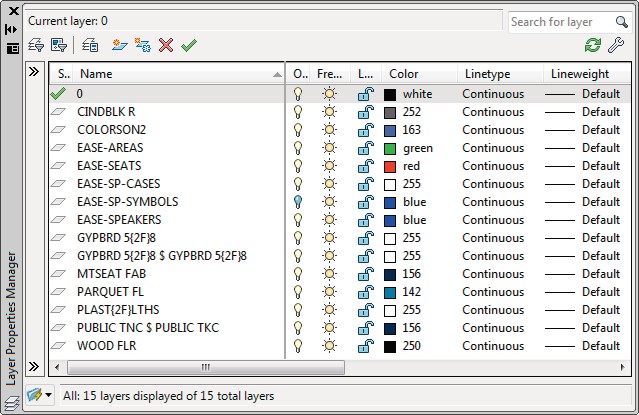 Current layer: 0
Search for layer
S.. Name O.. Fre... L... Color Linetype Lineweight
0 white Continuous Default
CINDBLK R 252 Continuous Default
COLORSON2 163 Continuous Default
EASE-AREAS green Continuous Default
EASE-SEATS red Continuous Default
EASE-SP-CASES 255 Continuous Default
EASE-SP-SYMBOLS blue Continuous Default
EASE-SPEAKERS blue Continuous Default
GYPBRD 5{2F}8 255 Continuous Default
GYPBRD 5{2F}8 $ GYPBRD 5{2F}8 255 Continuous Default
MTSEAT FAB 156 Continuous Default
PARQUET FL 142 Continuous Default
PLAST{2F}LTHS 255 Continuous Default
PUBLIC TNC $ PUBLIC TKC 156 Continuous Default
WOOD FLR 250 Continuous Default
Layer Properties Manager
All: 15 layers displayed of 15 total layers